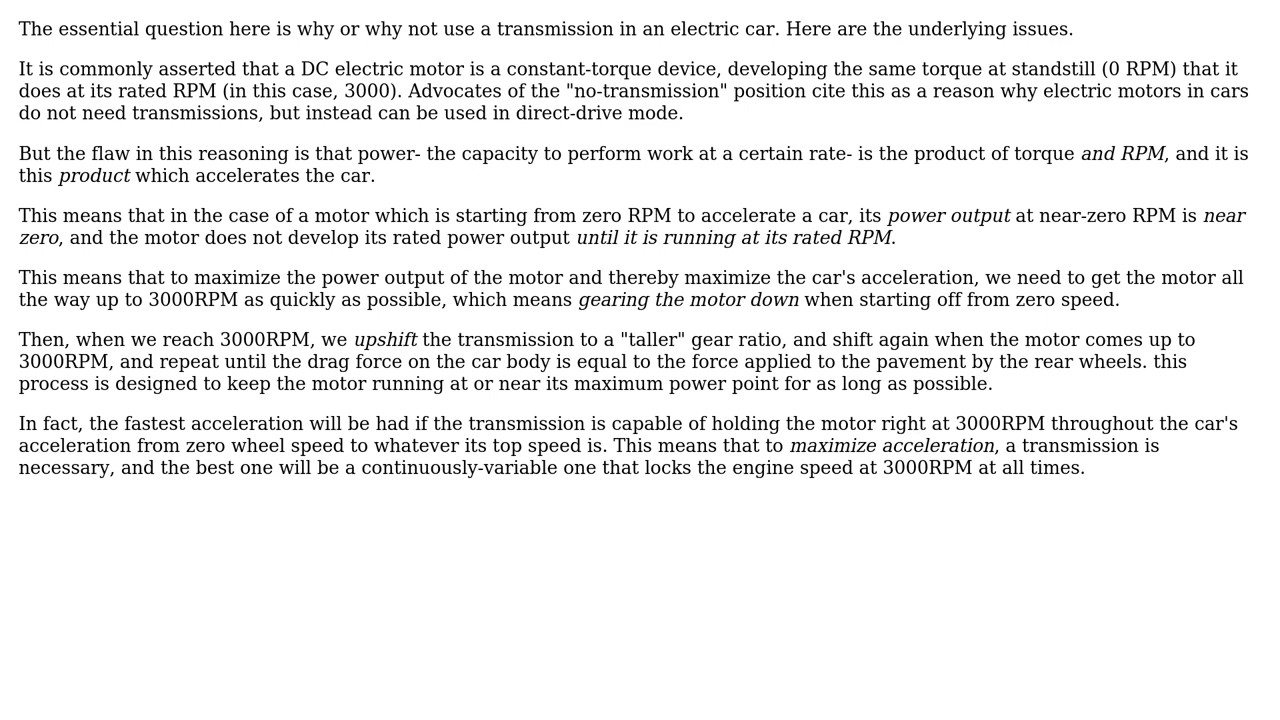 The essential question here is why or why not use a transmission in an electric car. Here are the underlying issues.
It is commonly asserted that a DC electric motor is a constant-torque device, developing the same torque at standstill (0 RPM) that it
does at its rated RPM (in this case, 3000). Advocates of the "no-transmission" position cite this as a reason why electric motors in cars
do not need transmissions, but instead can be used in direct-drive mode.
But the flaw in this reasoning is that power- the capacity to perform work at a certain rate- is the product of torque and RPM, and it is
this product which accelerates the car.
This means that in the case of a motor which is starting from zero RPM to accelerate a car, its power output at near-zero RPM is near
zero, and the motor does not develop its rated power output until it is running at its rated RPM.
This means that to maximize the power output of the motor and thereby maximize the car's acceleration, we need to get the motor all
the way up to 3000RPM as quickly as possible, which means gearing the motor down when starting off from zero speed.
Then, when we reach 3000RPM, we upshift the transmission to a "taller" gear ratio, and shift again when the motor comes up to
3000RPM, and repeat until the drag force on the car body is equal to the force applied to the pavement by the rear wheels. this
process is designed to keep the motor running at or near its maximum power point for as long as possible.
In fact, the fastest acceleration will be had if the transmission is capable of holding the motor right at 3000RPM throughout the car's
acceleration from zero wheel speed to whatever its top speed is. This means that to maximize acceleration, a transmission is
necessary, and the best one will be a continuously-variable one that locks the engine speed at 3000RPM at all times.